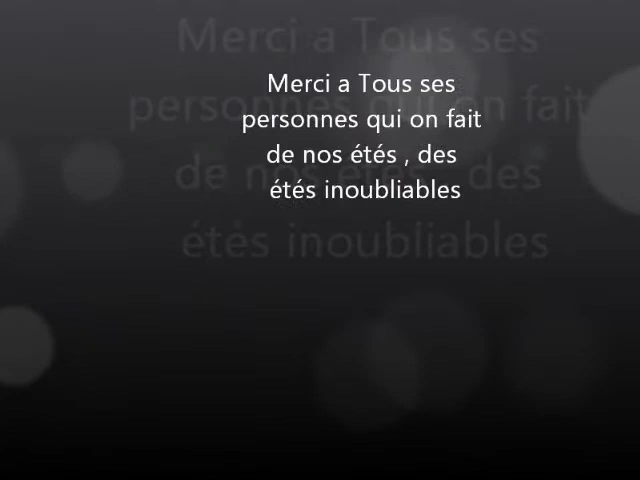 Merci a Tous ses
personnes qui on fait
de nos étés , des
étés inoubliables